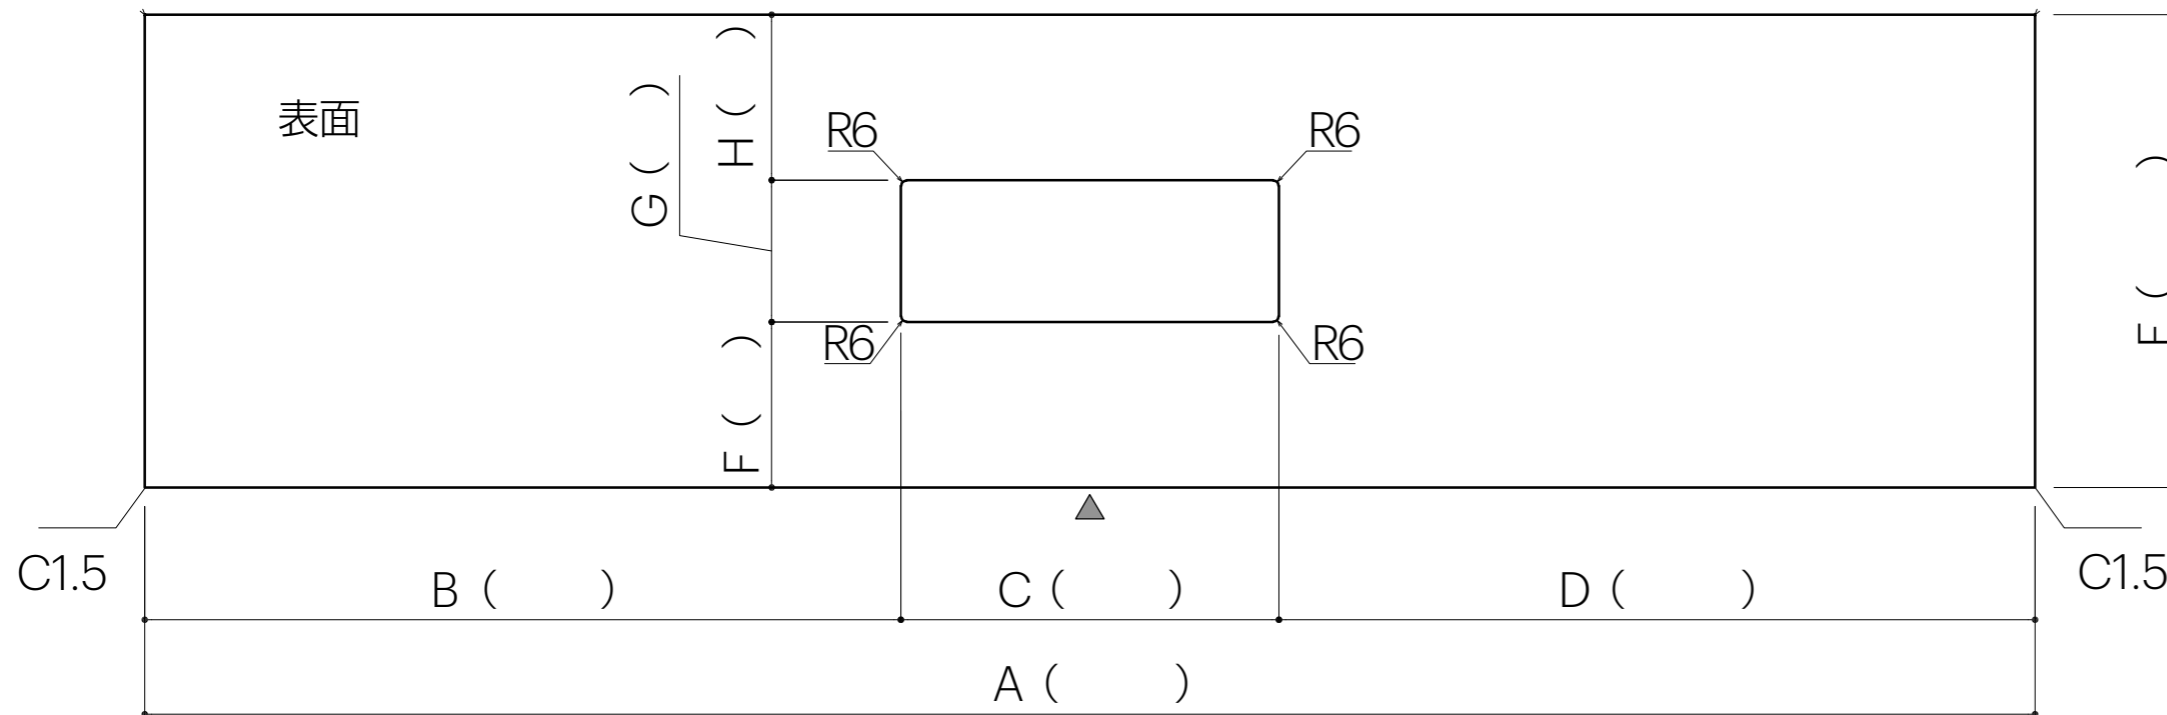 表面
H（　）
G（　）
R6
R6
R6
R6
F（　）
C1.5
C1.5
B（　）
C（　）
D（　）
A（　）